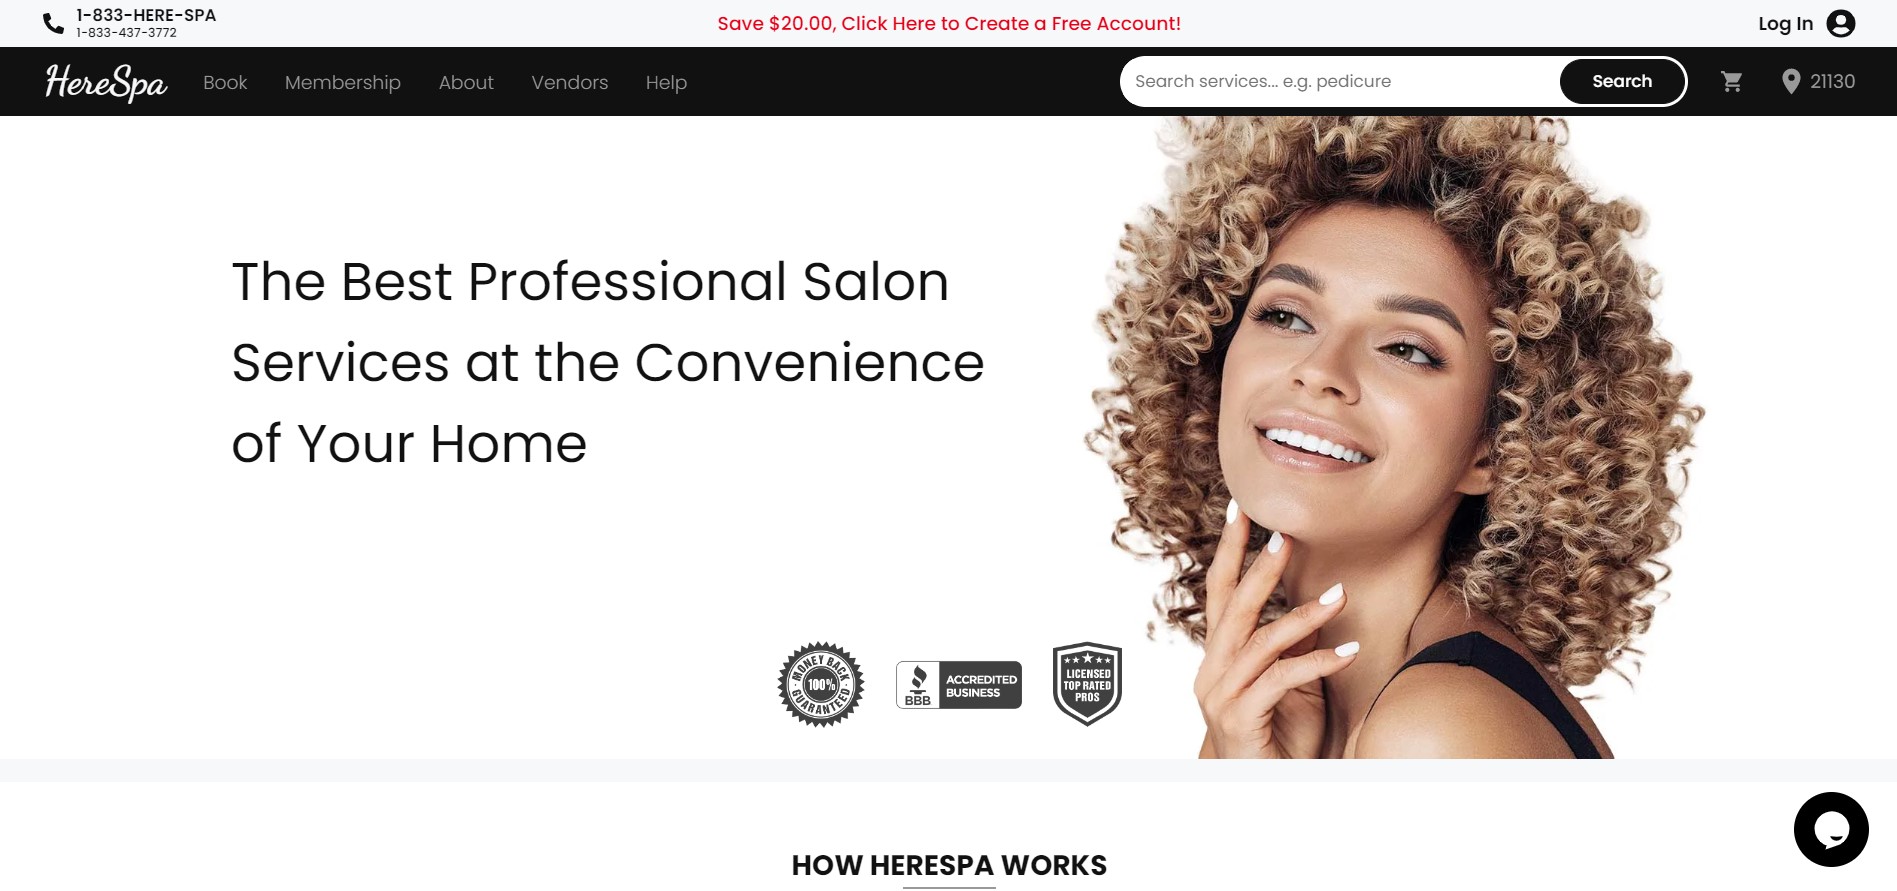 1-833-HERE-SPA
1-833-437-3772
Save $20.00, Click Here to Create a Free Account!
Log In
HereSpa
Book
Membership
About
Vendors
Help
Search services... e.g. pedicure
Search
21130
The Best Professional Salon
Services at the Convenience
of Your Home
MONEY BACK
100%
GUARANTEED
BBB
ACCREDITED
BUSINESS
LICENSED
TOP RATED
PROS
HOW HERESPA WORKS